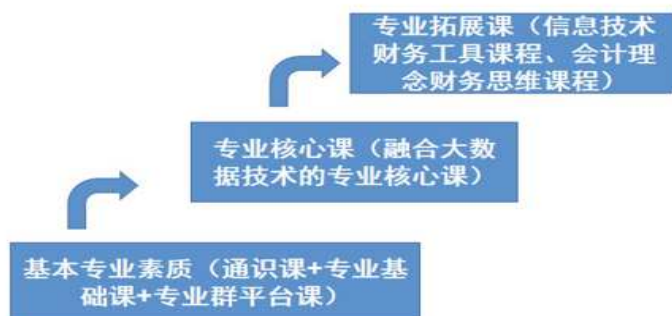 专业拓展课（信息技术
财务工具课程、会计理
念财务思维课程）
专业核心课（融合大数
据技术的专业核心课）
基本专业素质（通识课+专业基
础课+专业群平台课）